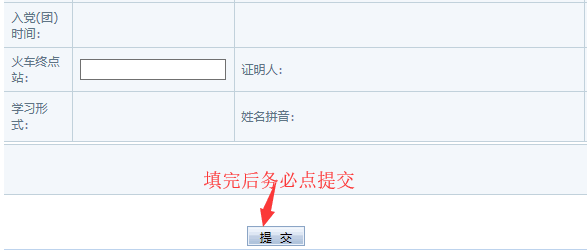 入党(团)
时间:
火车终点
站:
证明人:
学习形
式:
姓名拼音:
填完后务必点提交
提 交